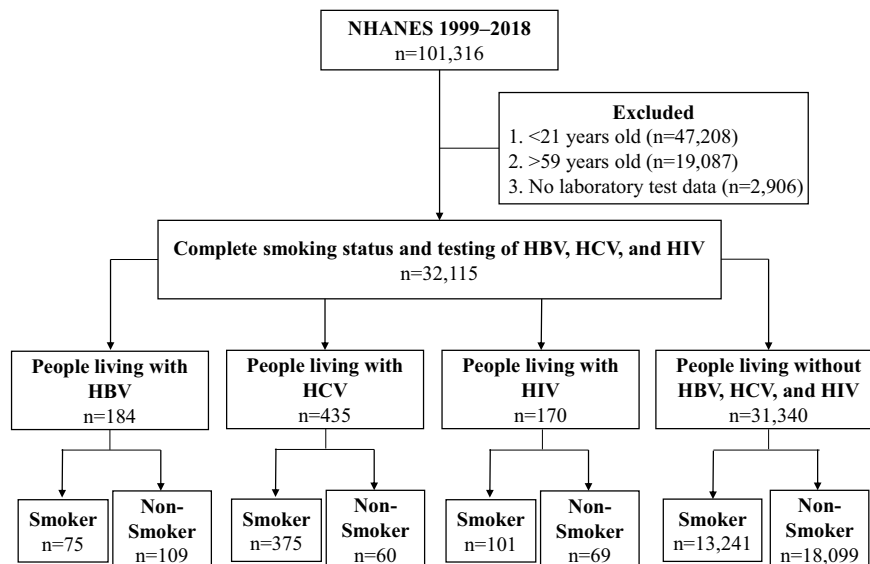 NHANES 1999–2018
n=101,316
Excluded
1. <21 years old (n=47,208)
2. >59 years old (n=19,087)
3. No laboratory test data (n=2,906)
Complete smoking status and testing of HBV, HCV, and HIV
n=32,115
People living with
HBV
n=184
People living with
HCV
n=435
People living with
HIV
n=170
People living without
HBV, HCV, and HIV
n=31,340
Smoker
n=75
Non-
Smoker
n=109
Smoker
n=375
Non-
Smoker
n=60
Smoker
n=101
Non-
Smoker
n=69
Smoker
n=13,241
Non-
Smoker
n=18,099